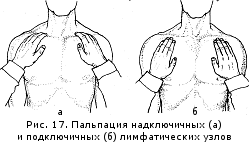 а б
Рис. 17. Пальпация надключичных (а)
и подключичных (б) лимфатических узлов